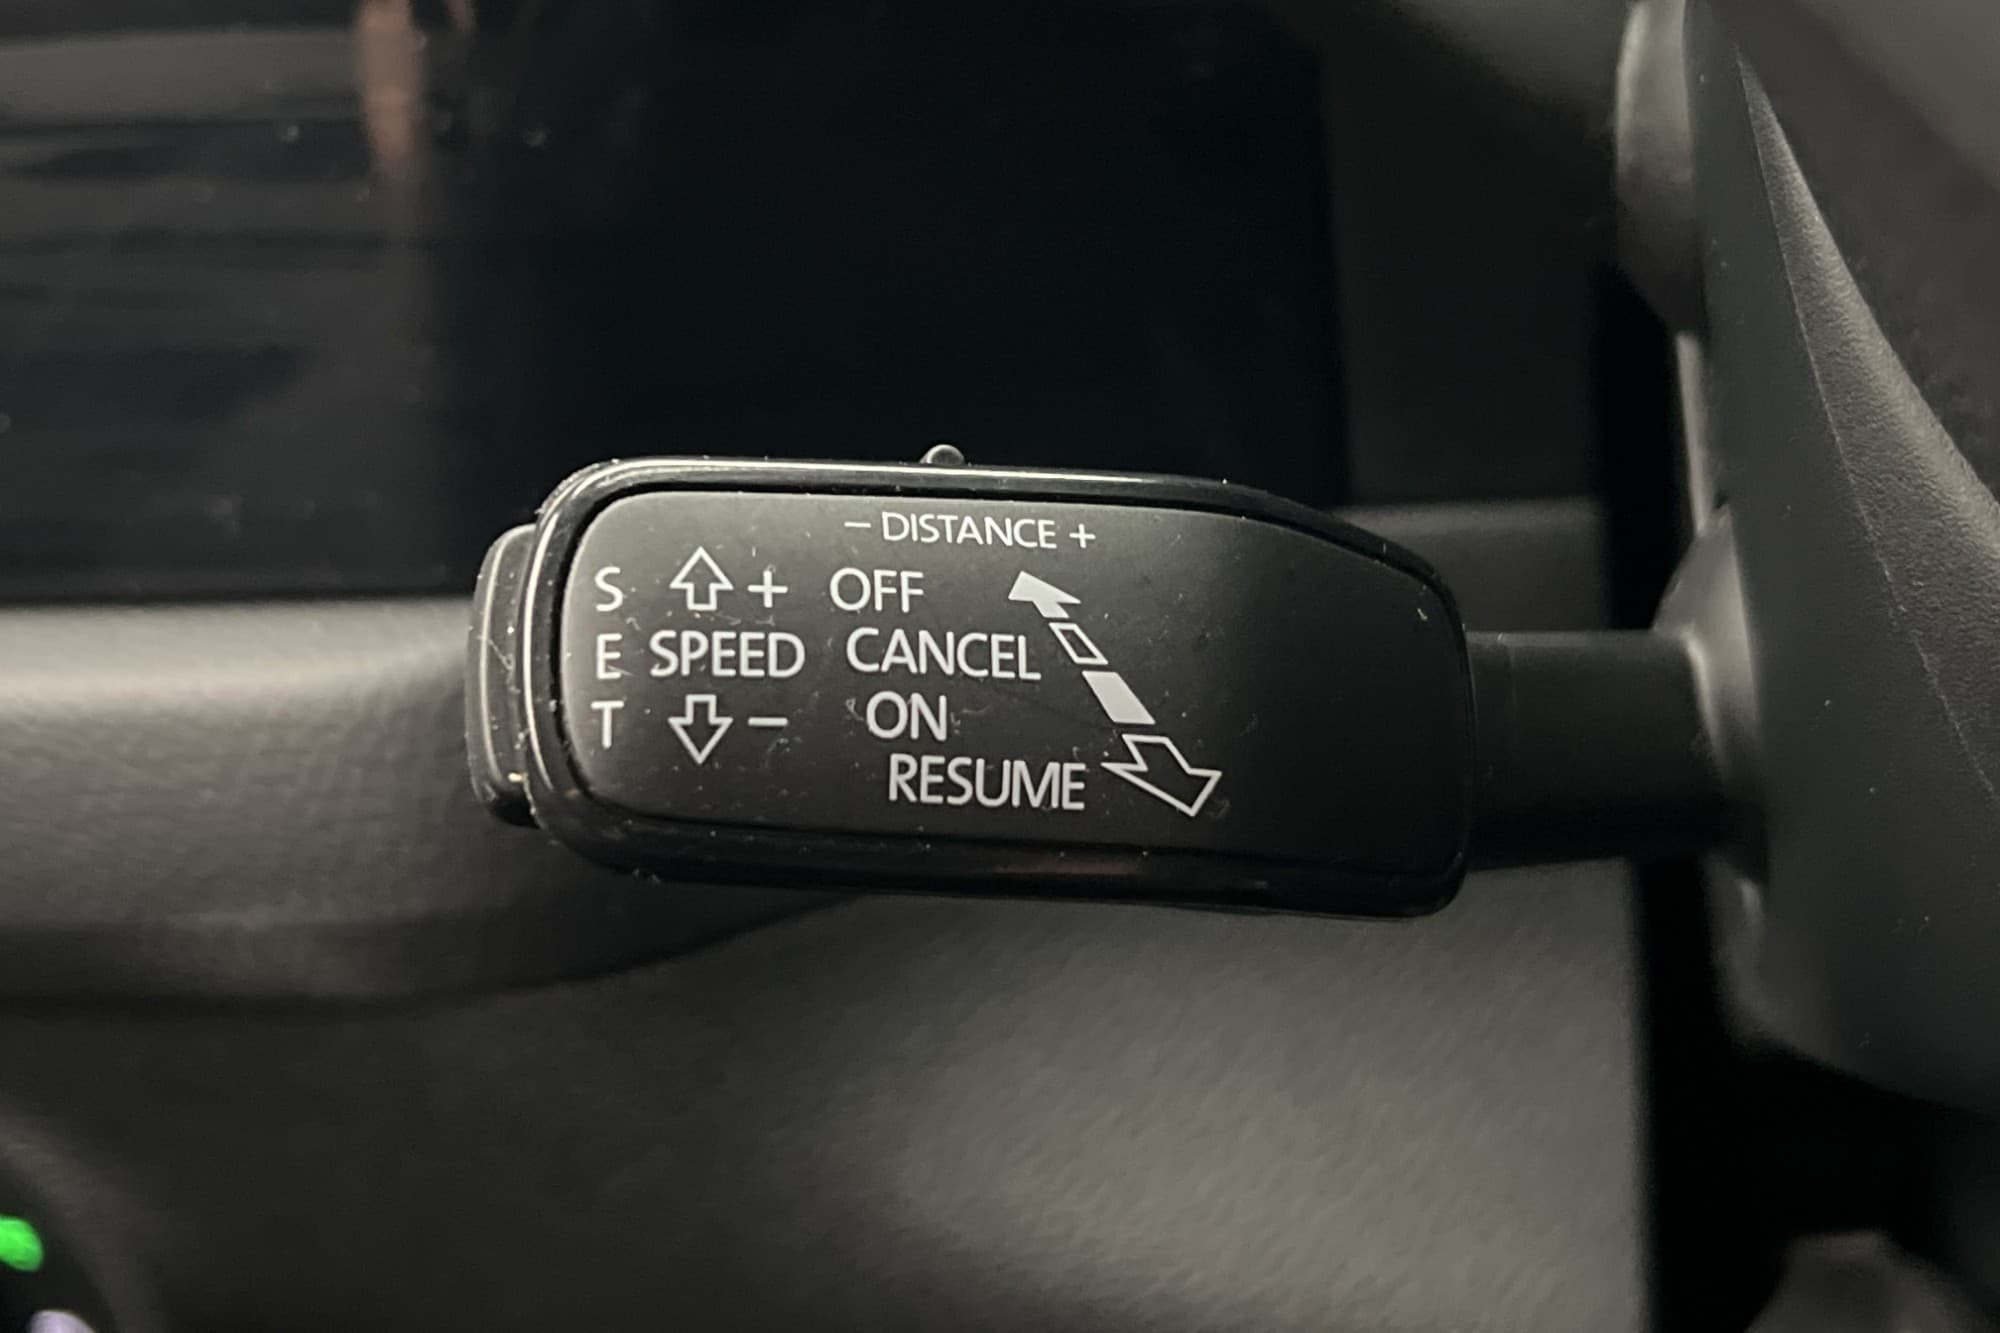 − DISTANCE +
S + OFF
E SPEED CANCEL
T − ON
RESUME